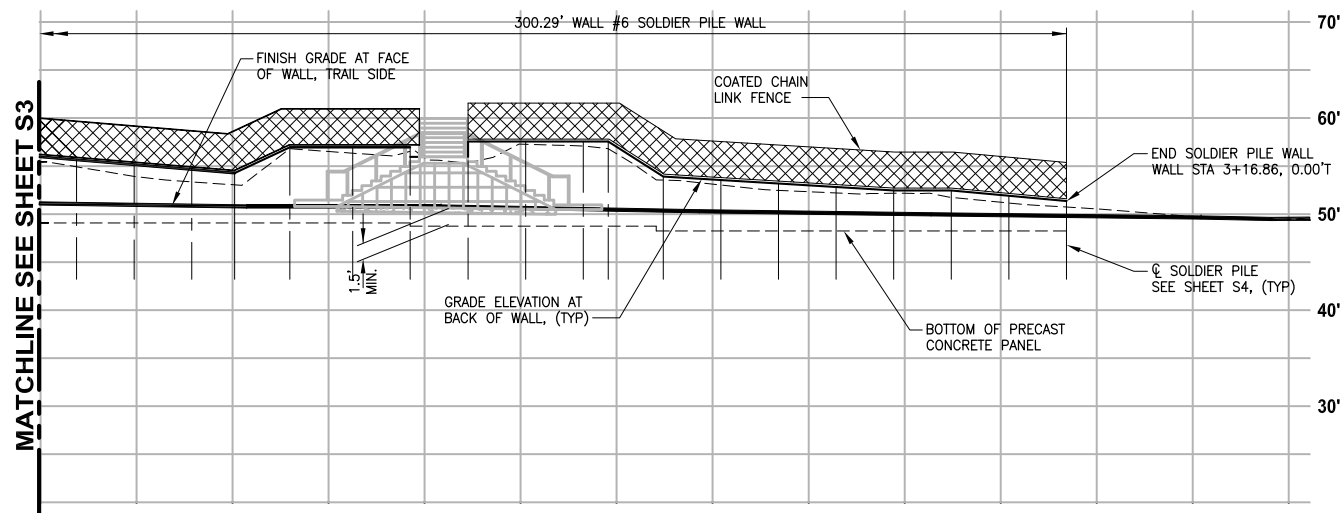 300.29' WALL #6 SOLDIER PILE WALL
70'
FINISH GRADE AT FACE
OF WALL, TRAIL SIDE
COATED CHAIN
LINK FENCE
60'
MATCHLINE SEE SHEET S3
END SOLDIER PILE WALL
WALL STA 3+16.86, 0.00'T
50'
1.5'
MIN.
℄ SOLDIER PILE
SEE SHEET S4, (TYP)
GRADE ELEVATION AT
BACK OF WALL, (TYP)
40'
BOTTOM OF PRECAST
CONCRETE PANEL
30'